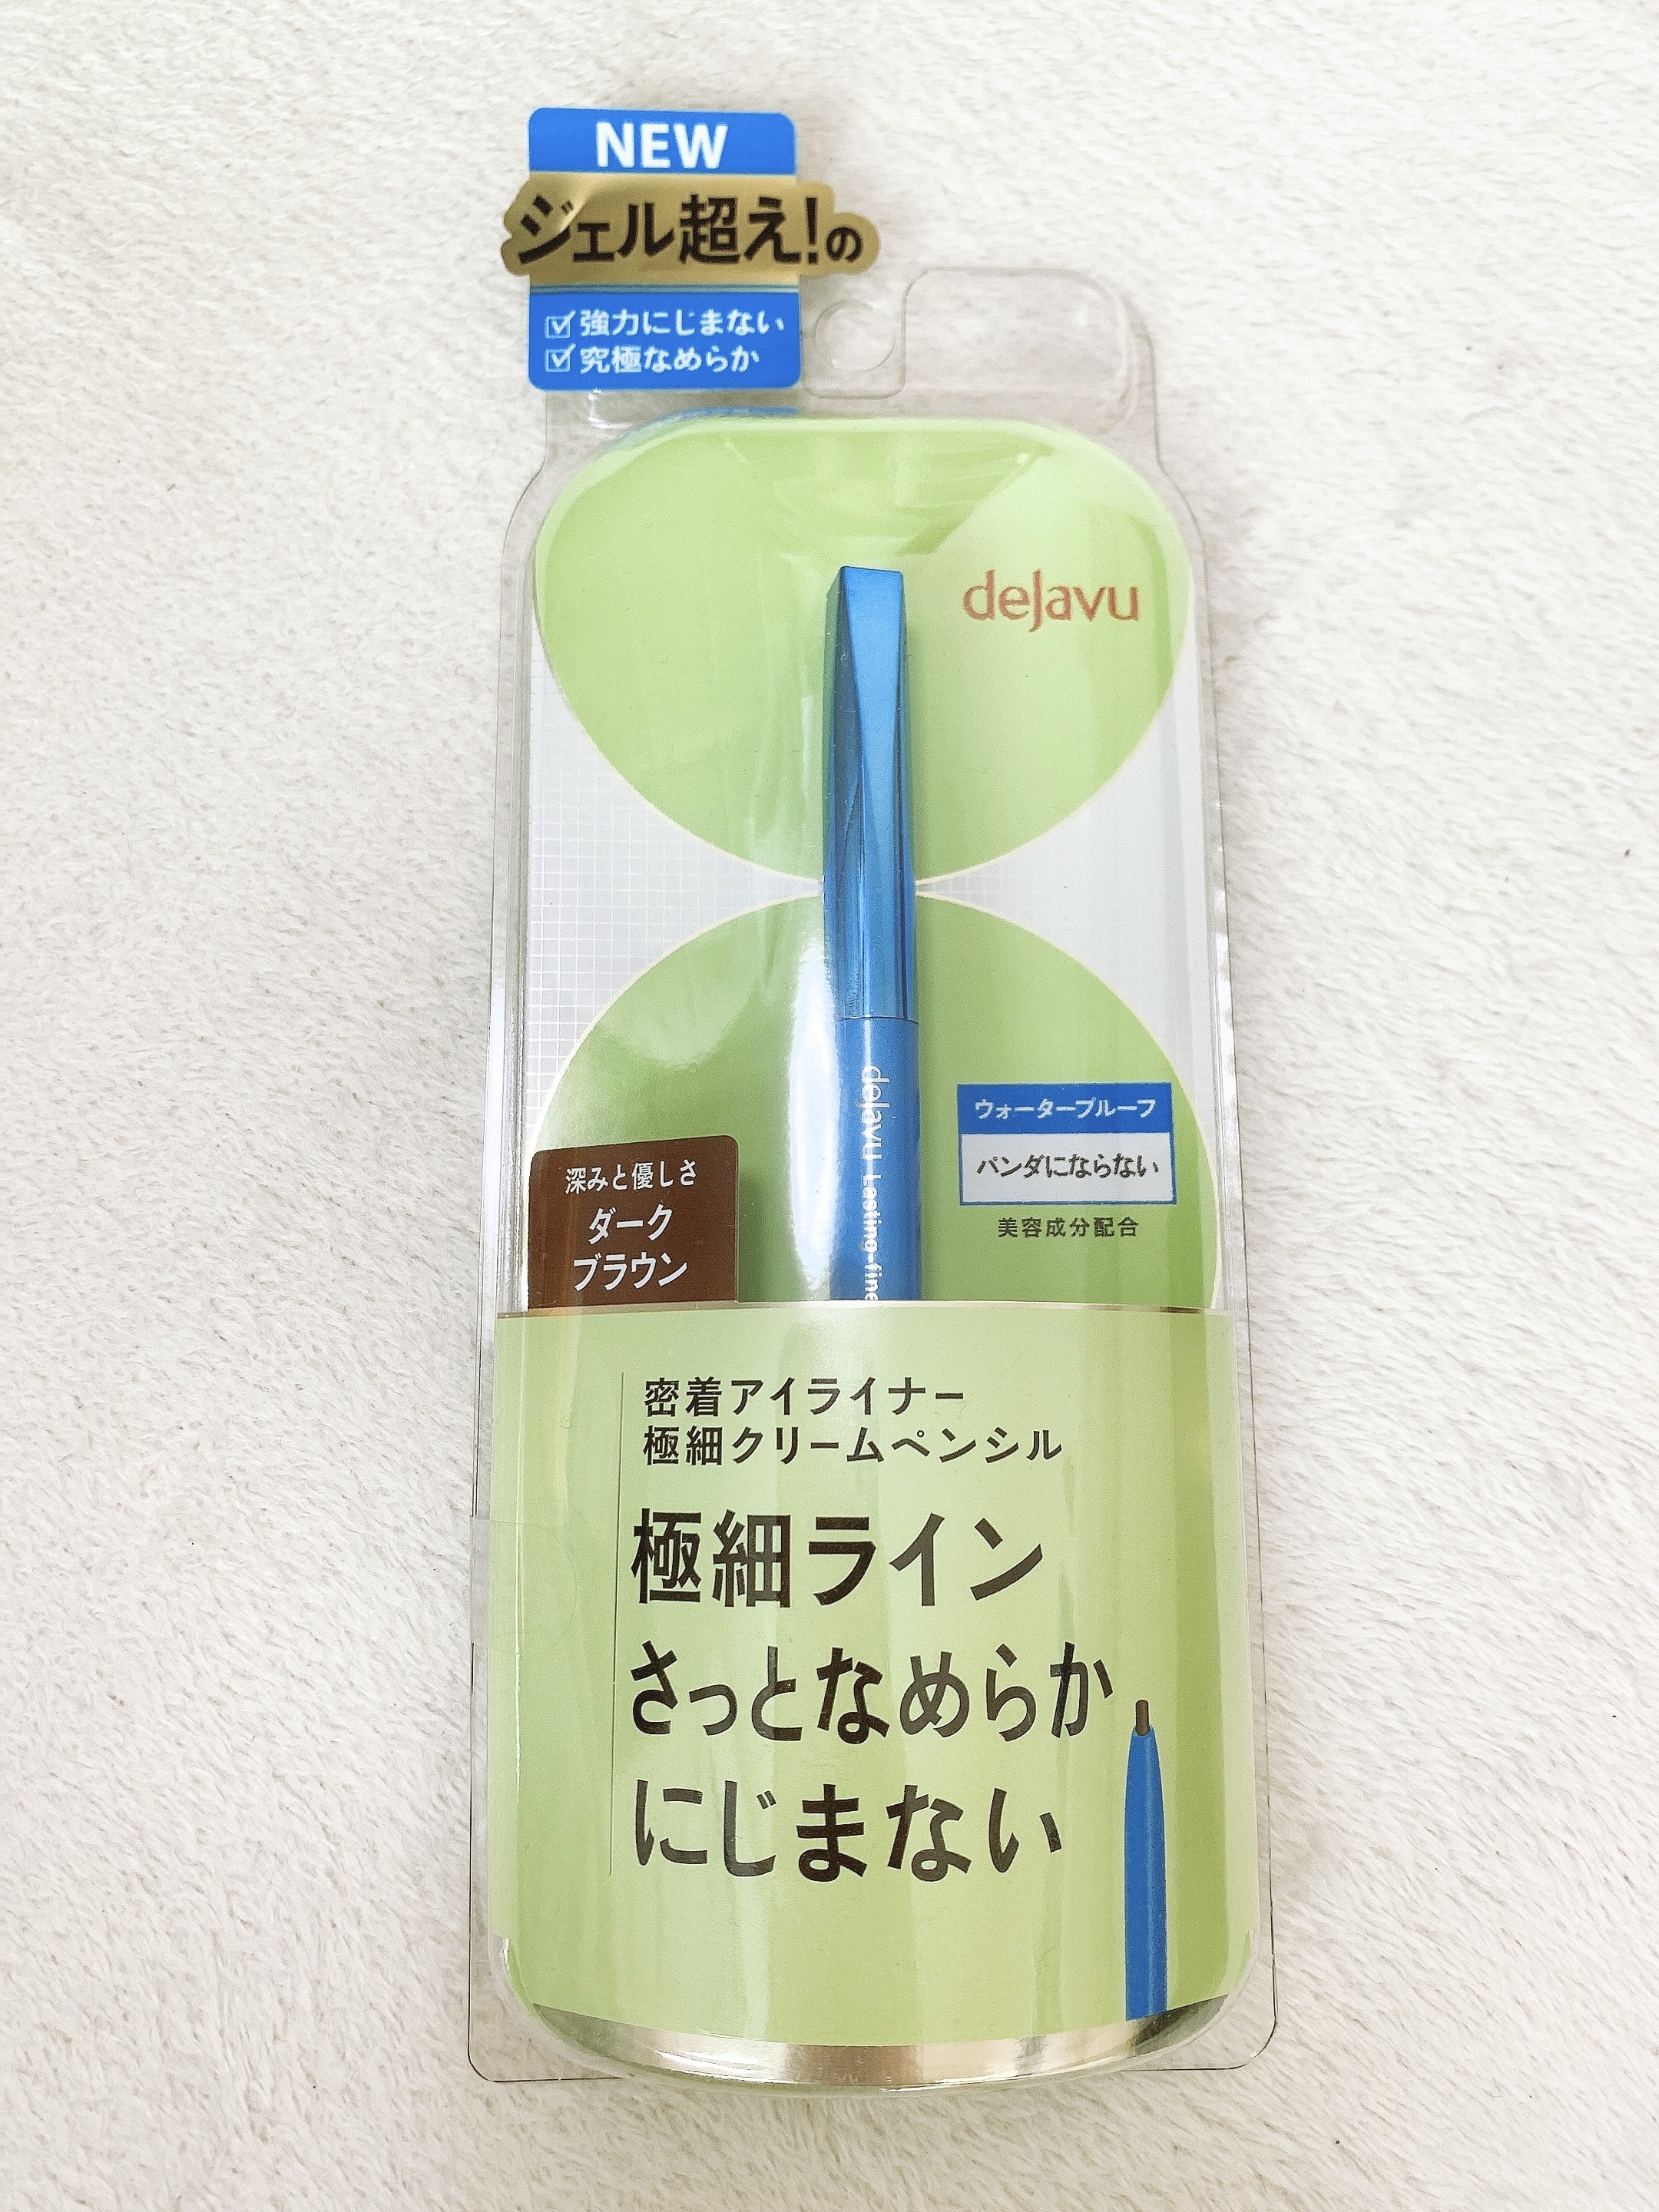 NEW
ジェル超え!の
強力にじまない
究極なめらか
dejavu
dejavu Lasting-fine
ウォータープルーフ
パンダにならない
美容成分配合
深みと優しさ
ダーク
ブラウン
密着アイライナー
極細クリームペンシル
極細ライン
さっとなめらか
にじまない